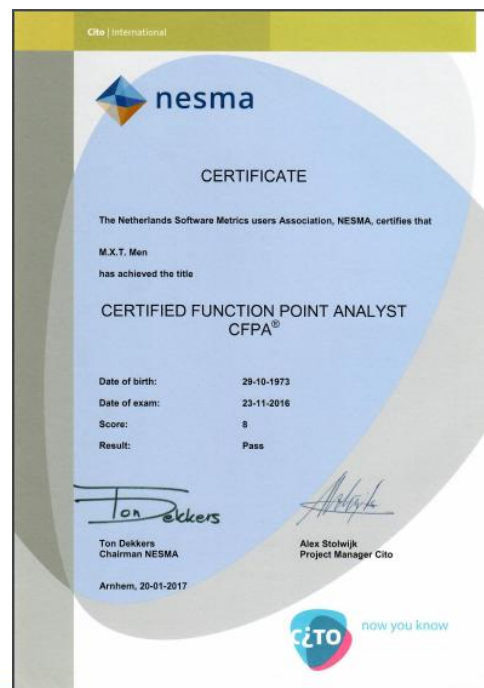 Cito | International
nesma
CERTIFICATE
The Netherlands Software Metrics users Association, NESMA, certifies that
M.X.T. Men
has achieved the title
CERTIFIED FUNCTION POINT ANALYST
CFPA®
Date of birth: 29-10-1973
Date of exam: 23-11-2016
Score: 8
Result: Pass
Ton Dekkers
Ton Dekkers
Chairman NESMA
Alex Stolwijk
Project Manager Cito
Arnhem, 20-01-2017
cito
now you know